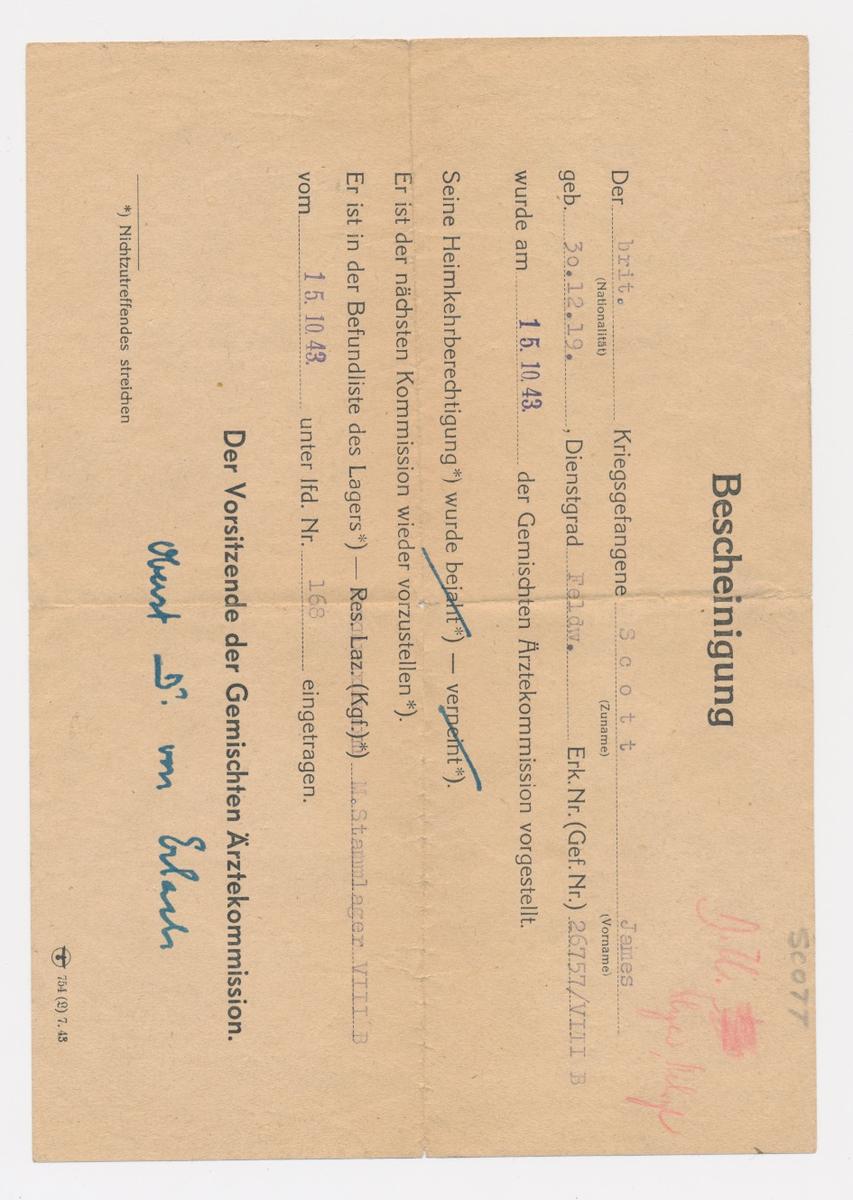 SCOTT
Bescheinigung
Der brit. Kriegsgefangene Scott James
(Nationalität) (Zuname) (Vorname)
geb. 30.12.19. , Dienstgrad Feldw. Erk. Nr. (Gef. Nr.) 26757/VIII B
wurde am 15.10.43. der Gemischten Ärztekommission vorgestellt.
Seine Heimkehrberechtigung*) wurde bejaht*) — verneint*).
Er ist der nächsten Kommission wieder vorzustellen*).
Er ist in der Befundliste des Lagers*) — Res. Laz. (Kgf.)*) M.Stammlager VIII B
vom 15.10.43. unter lfd. Nr. 168 eingetragen.
Der Vorsitzende der Gemischten Ärztekommission.
Oberst D. von Erlach
*) Nichtzutreffendes streichen
754 (2) 7. 43